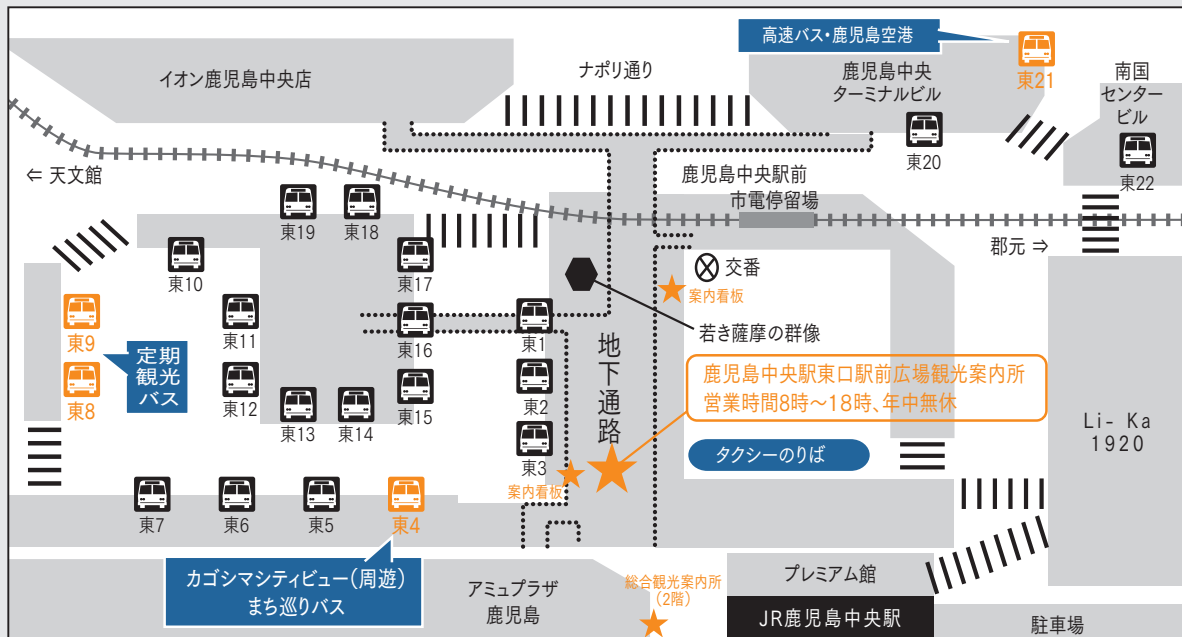 高速バス・鹿児島空港
東21
イオン鹿児島中央店
ナポリ通り
鹿児島中央
ターミナルビル
南国
センター
ビル
東20
東22
⇐ 天文館
鹿児島中央駅前
市電停留場
郡元 ⇒
東19
東18
東17
東10
交番
案内看板
東9
東11
東16
東1
若き薩摩の群像
定期
観光
バス
地下通路
鹿児島中央駅東口駅前広場観光案内所
営業時間8時〜18時、年中無休
東8
東12
東13
東14
東15
東2
東3
タクシーのりば
Li- Ka
1920
案内看板
東7
東6
東5
東4
カゴシマシティビュー(周遊)
まち巡りバス
アミュプラザ
鹿児島
総合観光案内所
(2階)
プレミアム館
JR鹿児島中央駅
駐車場